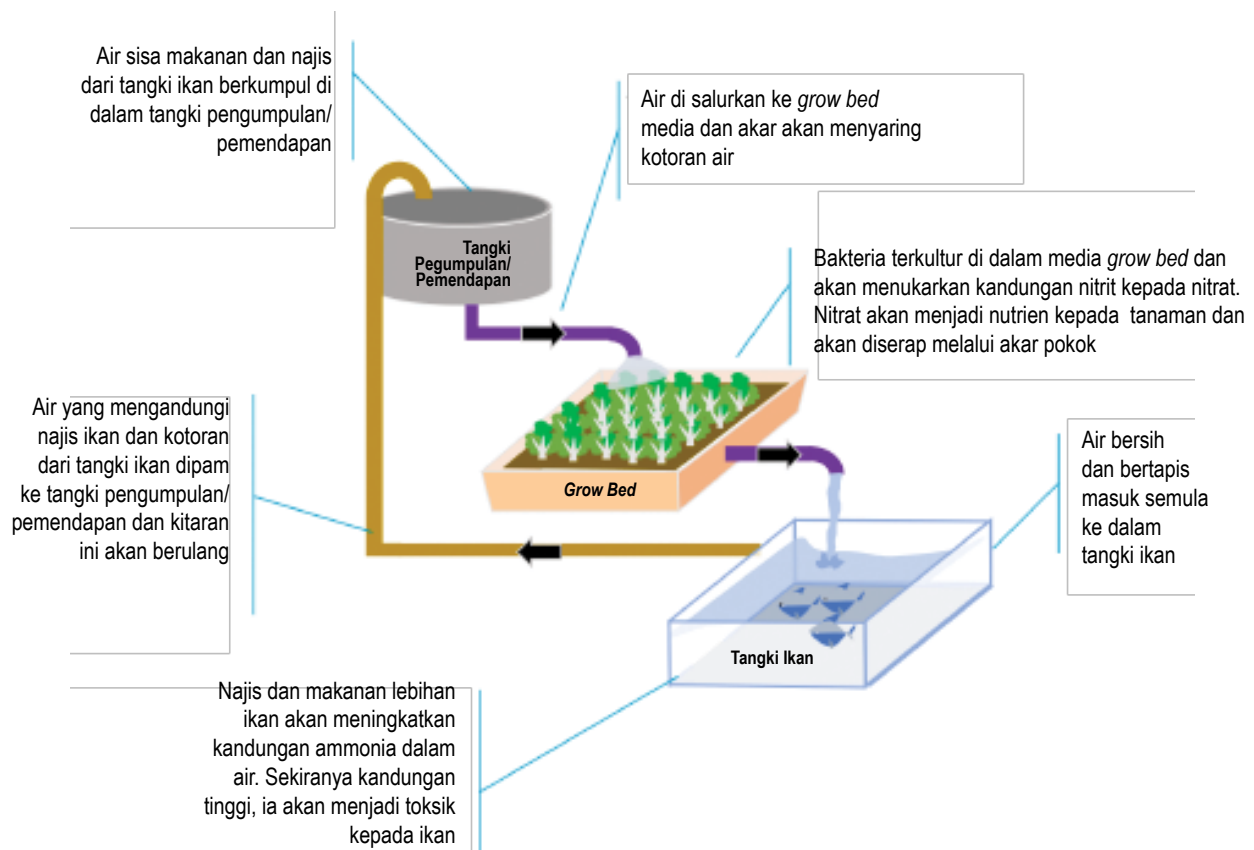 Air sisa makanan dan najis
dari tangki ikan berkumpul di
dalam tangki pengumpulan/
pemendapan
Air di salurkan ke grow bed
media dan akar akan menyaring
kotoran air
Tangki
Pegumpulan/
Pemendapan
Bakteria terkultur di dalam media grow bed dan
akan menukarkan kandungan nitrit kepada nitrat.
Nitrat akan menjadi nutrien kepada tanaman dan
akan diserap melalui akar pokok
Air yang mengandungi
najis ikan dan kotoran
dari tangki ikan dipam
ke tangki pengumpulan/
pemendapan dan kitaran
ini akan berulang
Grow Bed
Air bersih
dan bertapis
masuk semula
ke dalam
tangki ikan
Tangki Ikan
Najis dan makanan lebihan
ikan akan meningkatkan
kandungan ammonia dalam
air. Sekiranya kandungan
tinggi, ia akan menjadi toksik
kepada ikan